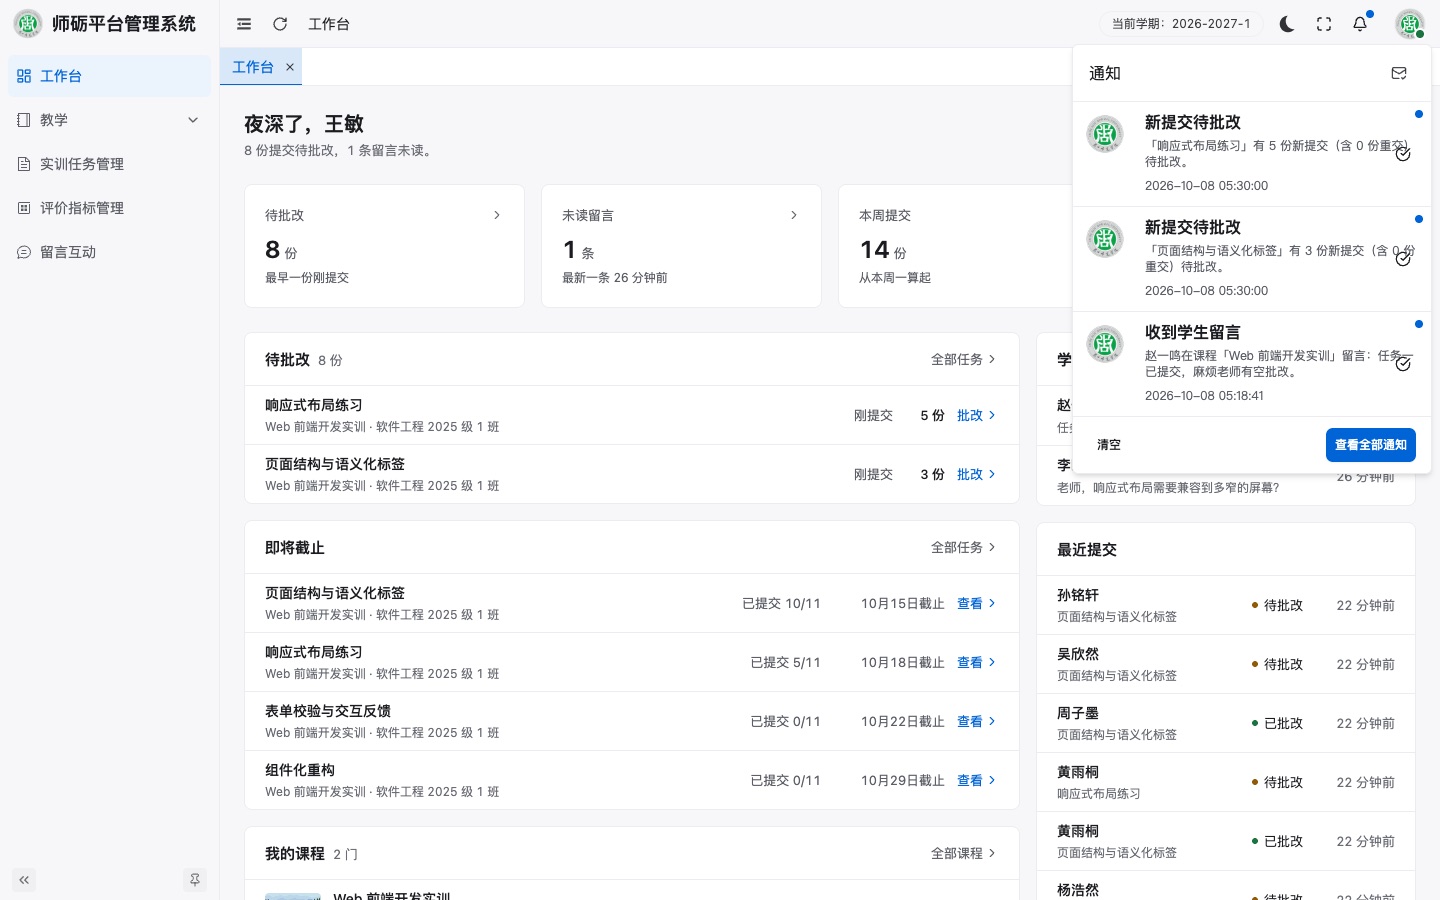 师砺平台管理系统
工作台
教学
实训任务管理
评价指标管理
留言互动
工作台
当前学期：2026-2027-1
工作台
夜深了，王敏
8 份提交待批改，1 条留言未读。
待批改
8 份
最早一份刚提交
未读留言
1 条
最新一条 26 分钟前
本周提交
14 份
从本周一算起
待批改 8 份
全部任务
响应式布局练习
Web 前端开发实训 · 软件工程 2025 级 1 班
刚提交 5 份 批改
页面结构与语义化标签
Web 前端开发实训 · 软件工程 2025 级 1 班
刚提交 3 份 批改
即将截止
全部任务
页面结构与语义化标签
Web 前端开发实训 · 软件工程 2025 级 1 班
已提交 10/11 10月15日截止 查看
响应式布局练习
Web 前端开发实训 · 软件工程 2025 级 1 班
已提交 5/11 10月18日截止 查看
表单校验与交互反馈
Web 前端开发实训 · 软件工程 2025 级 1 班
已提交 0/11 10月22日截止 查看
组件化重构
Web 前端开发实训 · 软件工程 2025 级 1 班
已提交 0/11 10月29日截止 查看
我的课程 2 门
全部课程
Web 前端开发实训
通知
新提交待批改
「响应式布局练习」有 5 份新提交（含 0 份重交）
待批改。
2026-10-08 05:30:00
新提交待批改
「页面结构与语义化标签」有 3 份新提交（含 0 份
重交）待批改。
2026-10-08 05:30:00
收到学生留言
赵一鸣在课程「Web 前端开发实训」留言：任务一
已提交，麻烦老师有空批改。
2026-10-08 05:18:41
清空
查看全部通知
学
赵
任
李
26 分钟前
老师，响应式布局需要兼容到多窄的屏幕？
最近提交
孙铭轩
页面结构与语义化标签
待批改 22 分钟前
吴欣然
页面结构与语义化标签
待批改 22 分钟前
周子墨
页面结构与语义化标签
已批改 22 分钟前
黄雨桐
响应式布局练习
待批改 22 分钟前
黄雨桐
页面结构与语义化标签
已批改 22 分钟前
杨浩然
待批改 22 分钟前